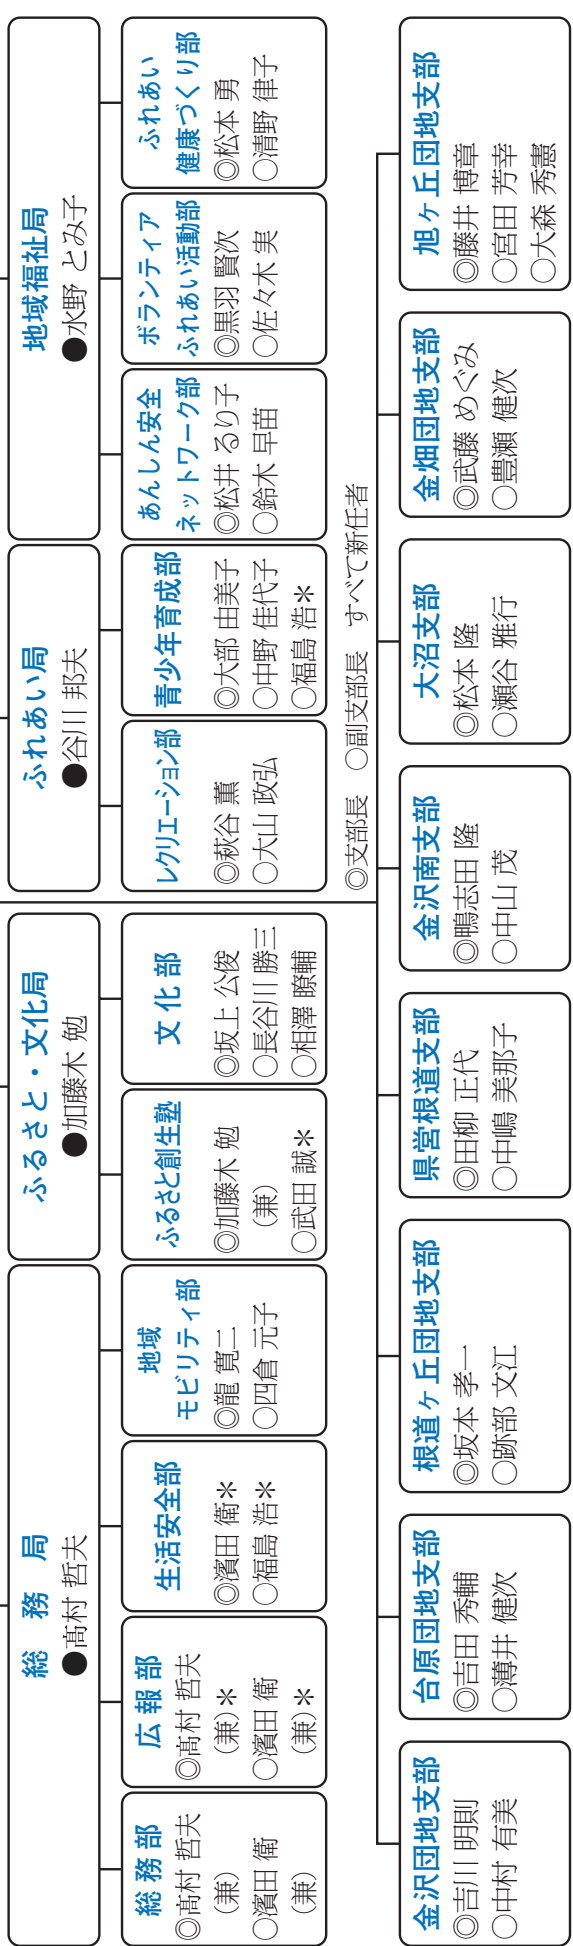 総務局
●髙村 哲夫
ふるさと・文化局
●加藤木 勉
ふれあい局
●谷川 邦夫
地域福祉局
●水野 とみ子
総務部
◎髙村 哲夫
(兼)
○濱田 衛
(兼)
広報部
◎髙村 哲夫
(兼)＊
○濱田 衛
(兼)＊
生活安全部
◎濱田 衛＊
○福島 浩＊
地域
モビリティ部
◎龍 寛二
○四倉 元子
ふるさと創生塾
◎加藤木 勉
(兼)
○武田 誠＊
文化部
◎坂上 公俊
○長谷川 勝三
○相澤 瞭輔
レクリエーション部
◎萩谷 薫
○大山 政弘
青少年育成部
◎大部 由美子
○中野 佳代子
○福島 浩＊
あんしん安全
ネットワーク部
◎松井 るり子
○鈴木 早苗
ボランティア
ふれあい活動部
◎黒羽 賢次
○佐々木 実
ふれあい
健康づくり部
◎松本 勇
○清野 律子
◎支部長　○副支部長　すべて新任者
金沢団地支部
◎吉川 明則
○中村 有美
台原団地支部
◎吉田 秀輔
○薄井 健次
根道ヶ丘団地支部
◎坂本 孝一
○跡部 文江
県営根道支部
◎田柳 正代
○中嶋 美那子
金沢南支部
◎鴨志田 隆
○中山 茂
大沼支部
◎松本 隆
○瀬谷 雅行
金畑団地支部
◎武藤 めぐみ
○豊瀬 健次
旭ヶ丘団地支部
◎藤井 博章
○宮田 芳幸
○大森 秀憲